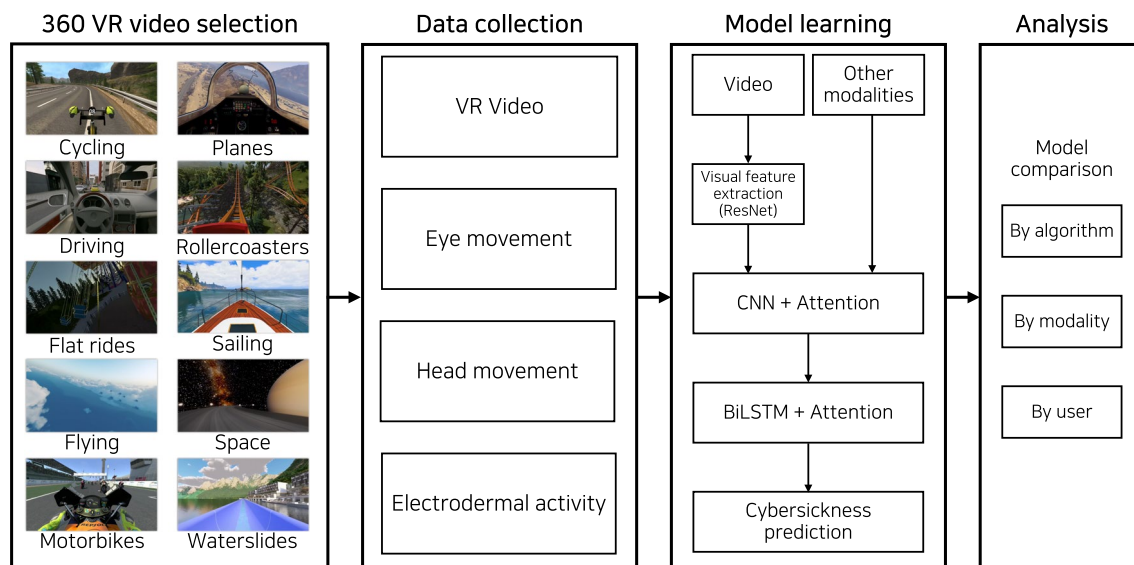 360 VR video selection
Cycling
Planes
Driving
Rollercoasters
Flat rides
Sailing
Flying
Space
Motorbikes
Waterslides
Data collection
VR Video
Eye movement
Head movement
Electrodermal activity
Model learning
Video
Other
modalities
Visual feature
extraction
(ResNet)
CNN + Attention
BiLSTM + Attention
Cybersickness
prediction
Analysis
Model
comparison
By algorithm
By modality
By user